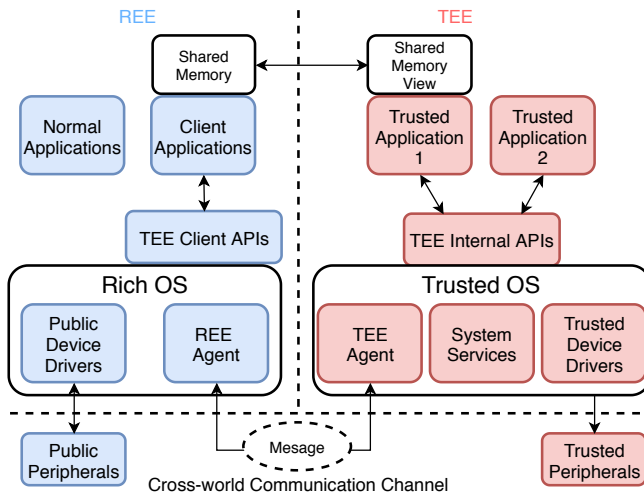 REE
TEE
Shared
Memory
Shared
Memory
View
Normal
Applications
Client
Applications
Trusted
Application
1
Trusted
Application 2
TEE Client APIs
TEE Internal APIs
Rich OS
Trusted OS
Public
Device
Drivers
REE
Agent
TEE
Agent
System
Services
Trusted
Device
Drivers
Public
Peripherals
Message
Trusted
Peripherals
Cross-world Communication Channel